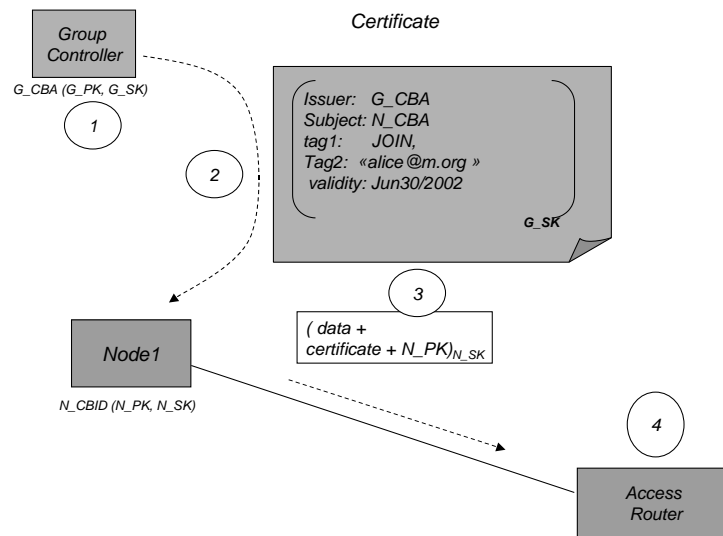 Certificate
Group
Controller
G_CBA (G_PK, G_SK)
1
2
Issuer: G_CBA
Subject: N_CBA
tag1: JOIN,
Tag2: «alice@m.org »
validity: Jun30/2002
G_SK
3
( data +
certificate + N_PK)N_SK
Node1
N_CBID (N_PK, N_SK)
4
Access
Router